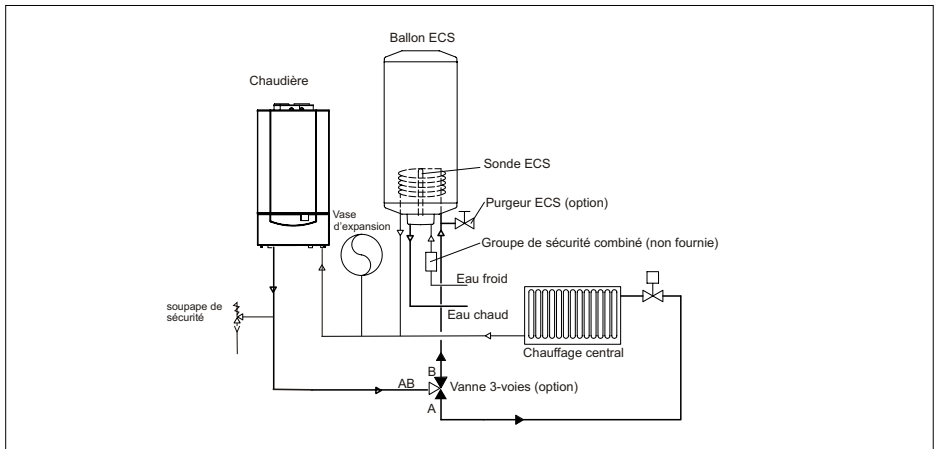 Ballon ECS
Chaudière
Sonde ECS
Purgeur ECS (option)
Vase
d'expansion
Groupe de sécurité combiné (non fournie)
Eau froid
soupape de
sécurité
Eau chaud
Chauffage central
B
AB
Vanne 3-voies (option)
A